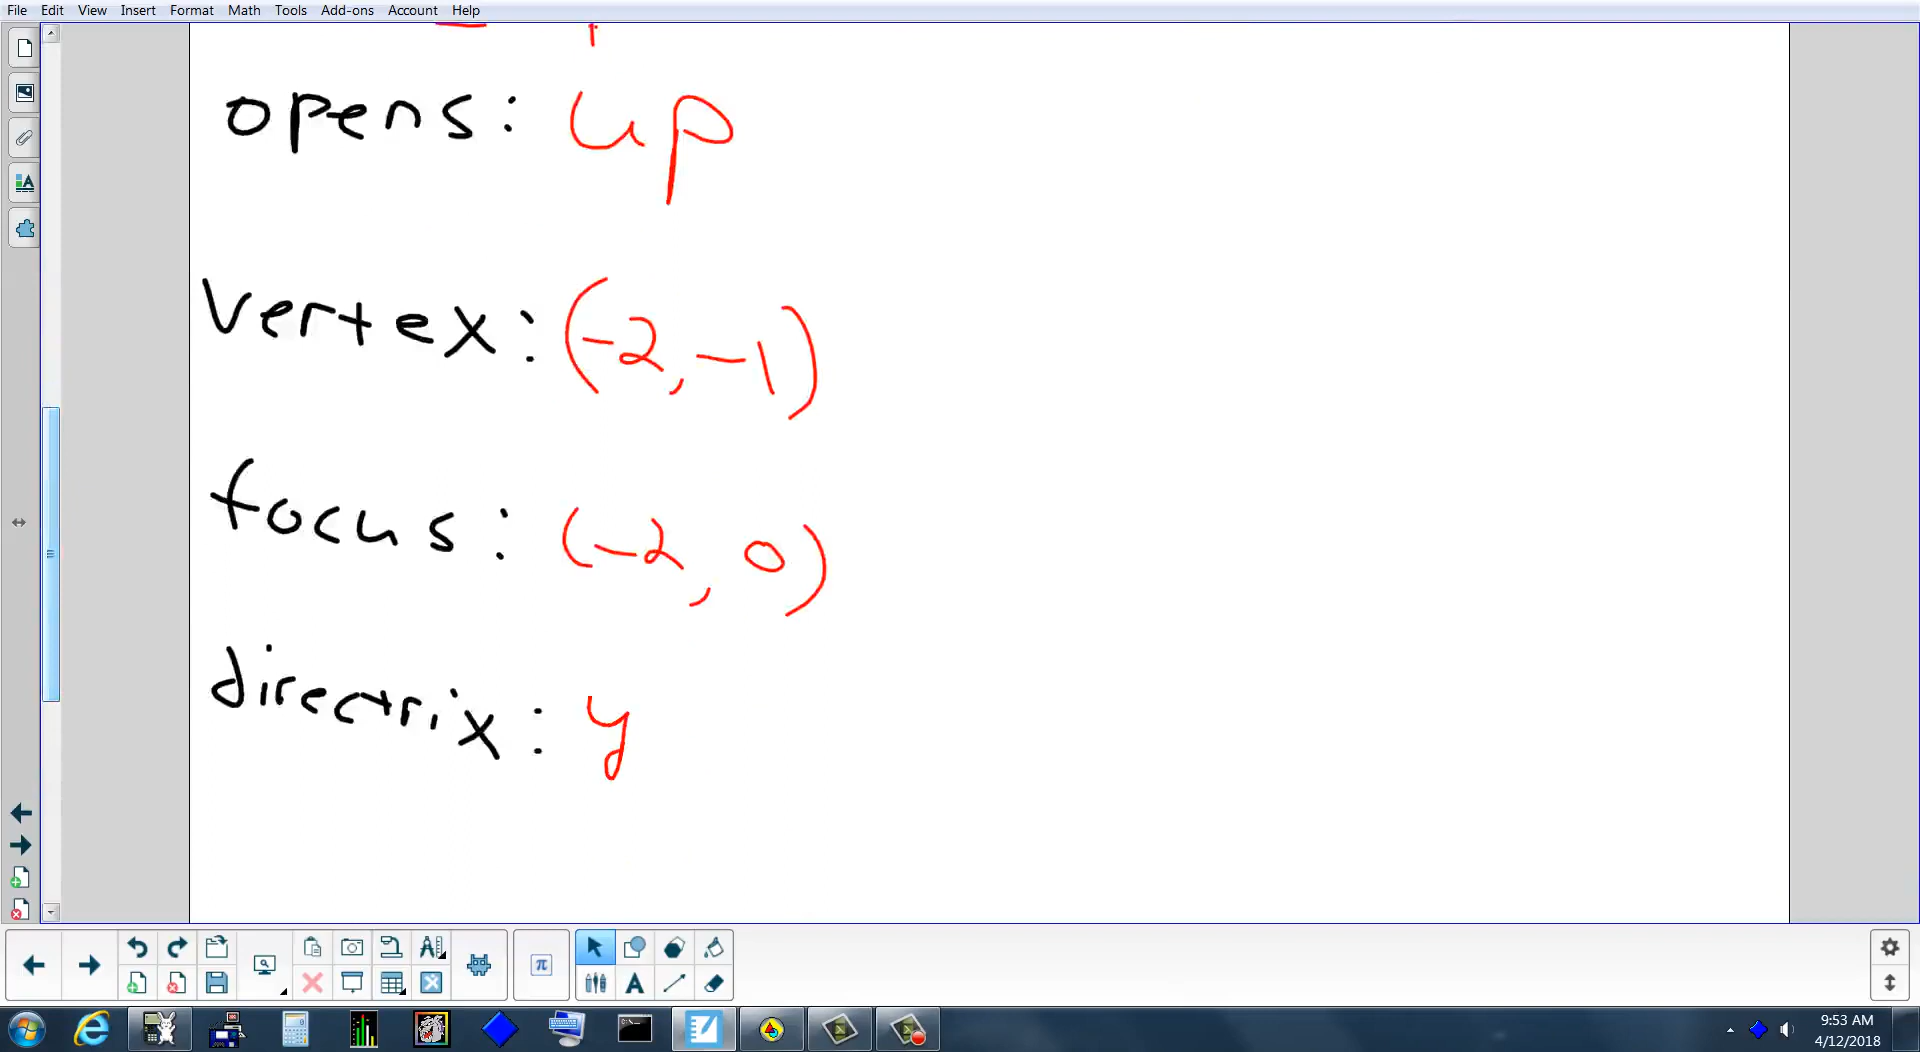 File Edit View Insert Format Math Tools Add-ons Account Help
opens: up
vertex: (-2, -1)
focus: (-2, 0)
directrix: y
9:53 AM
4/12/2018